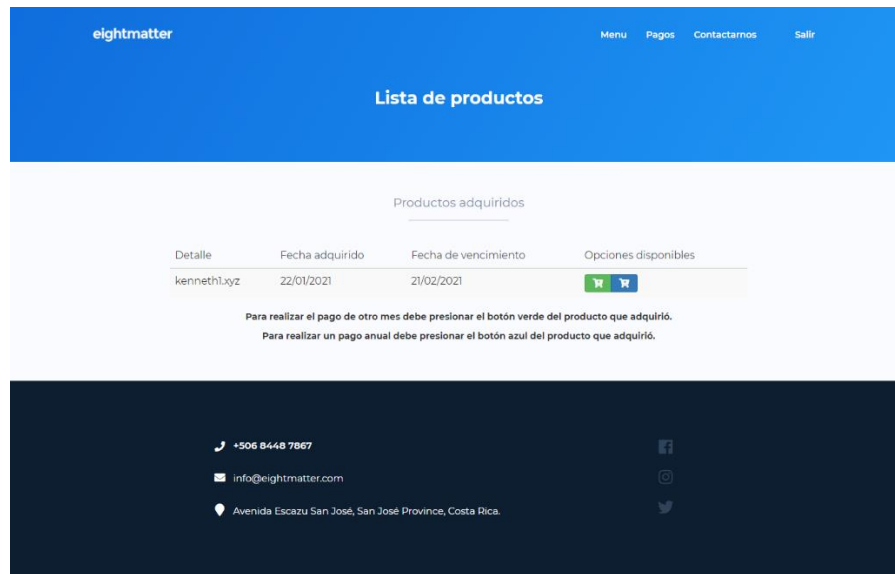 eightmatter
Menu Pagos Contactarnos Salir
Lista de productos
Productos adquiridos
Detalle Fecha adquirido Fecha de vencimiento Opciones disponibles
kenneth1.xyz 22/01/2021 21/02/2021
Para presizar el pago de otro mes debe presionar el botón verde del producto que adquirió.
Para realizar un pago anual debe presionar el botón azul del producto que adquirió.
+506 8448 7867
info@eightmatter.com
Avenida Escazu San José, San José Province, Costa Rica.